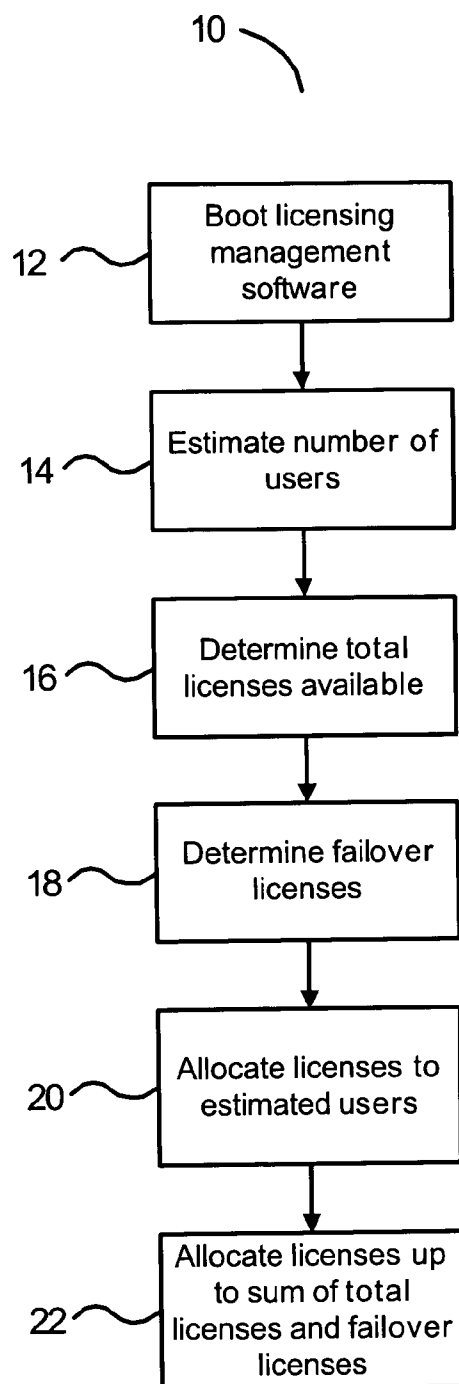 10
12
Boot licensing
management
software
14
Estimate number of
users
16
Determine total
licenses available
18
Determine failover
licenses
20
Allocate licenses to
estimated users
22
Allocate licenses up
to sum of total
licenses and failover
licenses